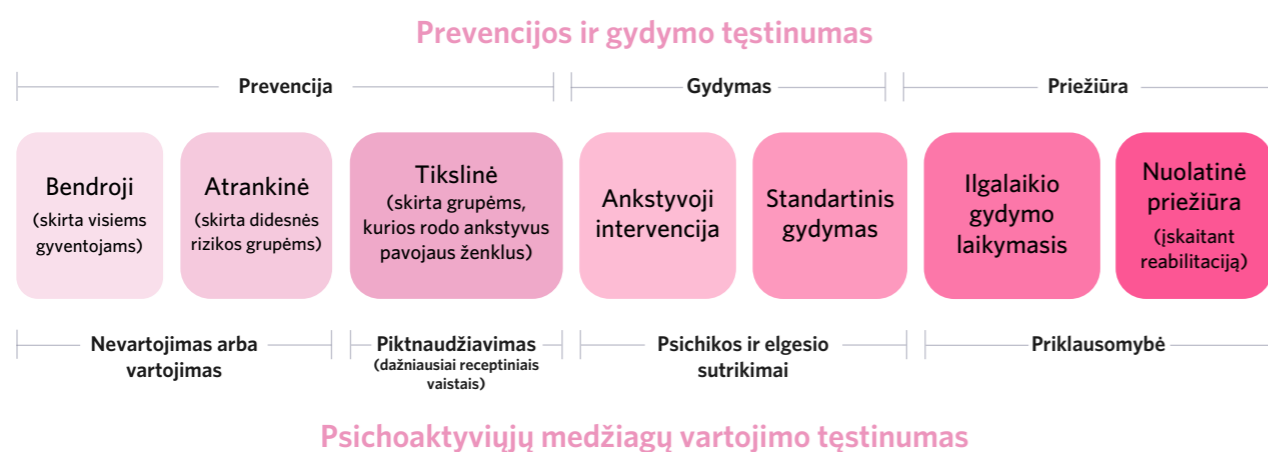 Prevencijos ir gydymo tęstinumas
Prevencija
Gydymas
Priežiūra
Bendroji
(skirta visiems
gyventojams)
Atrankinė
(skirta didesnės
rizikos grupėms)
Tikslinė
(skirta grupėms,
kurios rodo ankstyvus
pavojaus ženklus)
Ankstyvoji
intervencija
Standartinis
gydymas
Ilgalaikio
gydymo
laikymasis
Nuolatinė
priežiūra
(įskaitant
reabilitaciją)
Nevartojimas arba
vartojimas
Piktnaudžiavimas
(dažniausiai receptiniais
vaistais)
Psichikos ir elgesio
sutrikimai
Priklausomybė
Psichoaktyviųjų medžiagų vartojimo tęstinumas